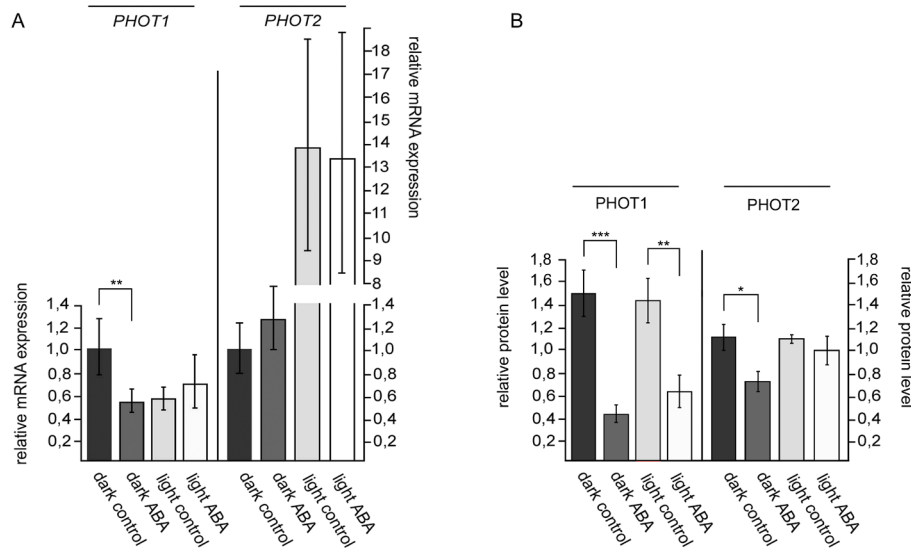 A
PHOT1
PHOT2
relative mRNA expression
1,4
1,2
1,0
0,8
0,6
0,4
0,2
18
17
16
15
14
13
12
11
10
9
8
1,4
1,2
1,0
0,8
0,6
0,4
0,2
relative mRNA expression
**
dark control
dark ABA
light control
light ABA
dark control
dark ABA
light control
light ABA
B
PHOT1
PHOT2
relative protein level
1,8
1,6
1,4
1,2
1,0
0,8
0,6
0,4
0,2
***
**
*
1,8
1,6
1,4
1,2
1,0
0,8
0,6
0,4
0,2
relative protein level
dark control
dark ABA
light control
light ABA
dark control
dark ABA
light control
light ABA